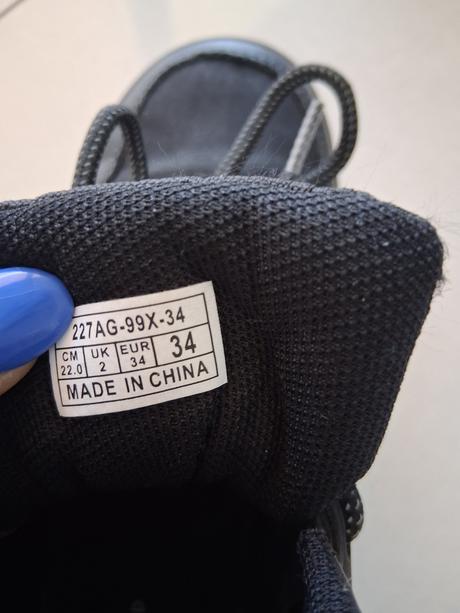 227AG-99X-34
CM UK EUR 34
22.0 2 34
MADE IN CHINA